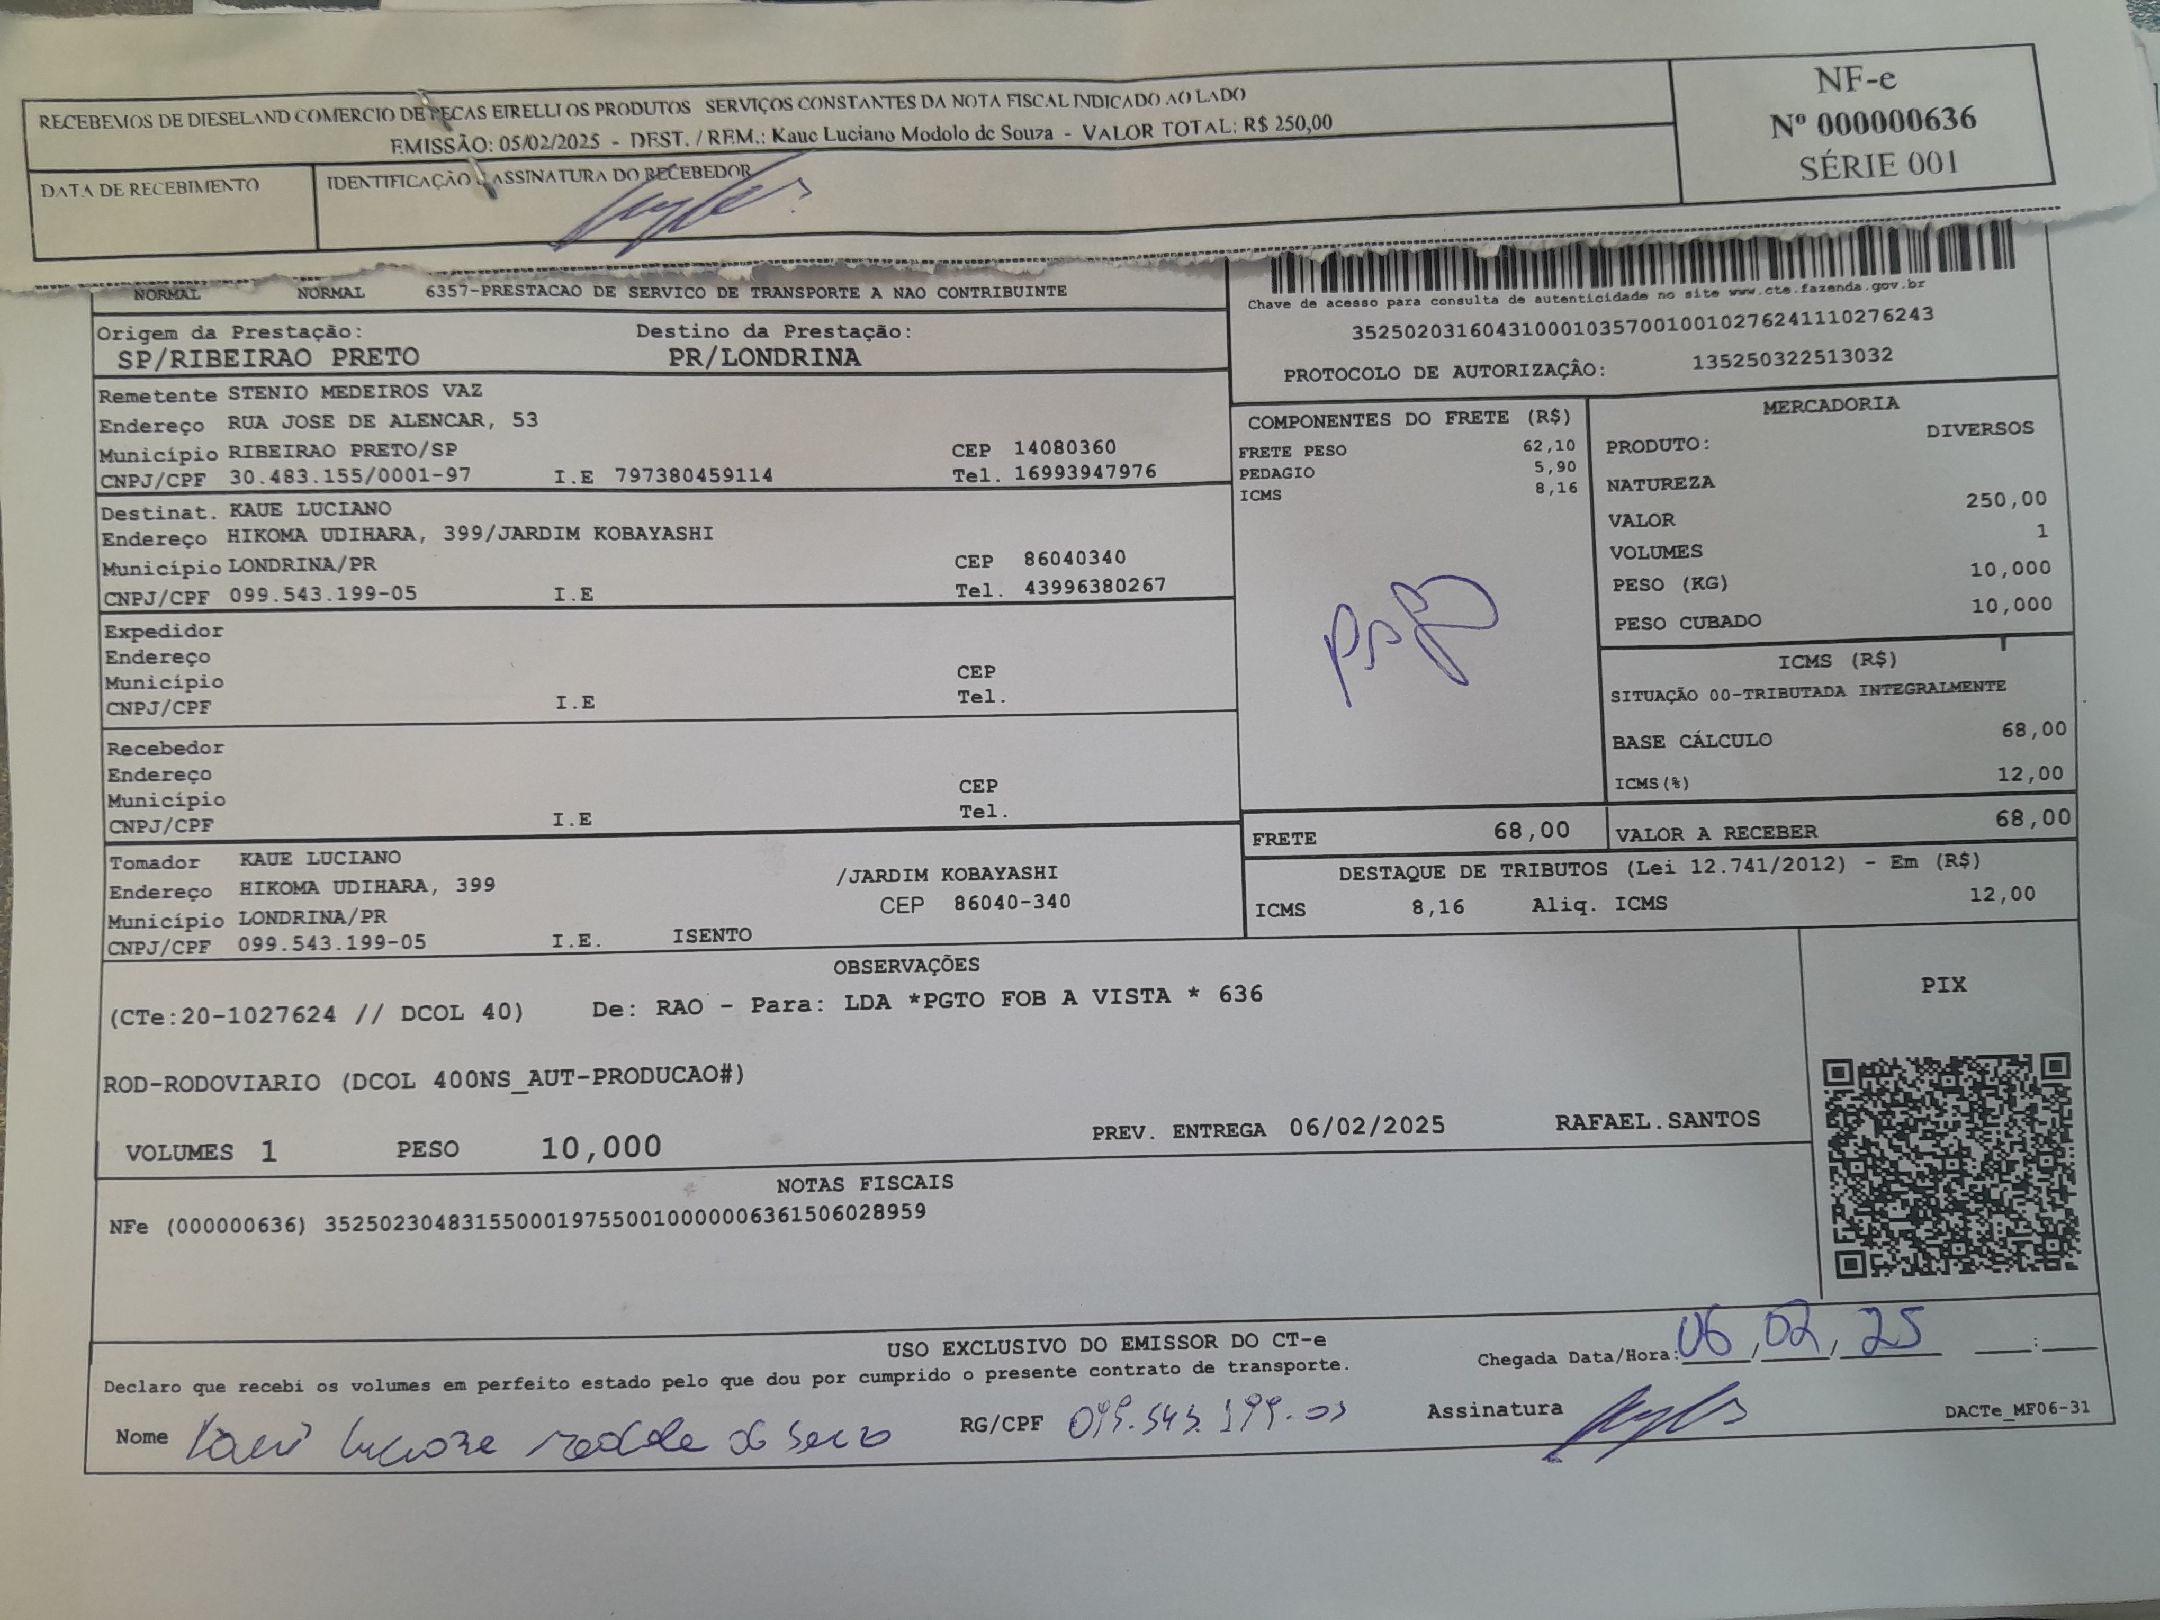 RECEBEMOS DE DIESELAND COMERCIO DE PECAS EIRELLI OS PRODUTOS SERVIÇOS CONSTANTES DA NOTA FISCAL INDICADO AO LADO
EMISSÃO: 05/02/2025 - DEST. / REM.: Kaue Luciano Modolo de Souza - VALOR TOTAL: R$ 250,00
DATA DE RECEBIMENTO
IDENTIFICAÇÃO ASSINATURA DO RECEBEDOR
NF-e
Nº 000000636
SÉRIE 001
NORMAL NORMAL 6357-PRESTACAO DE SERVICO DE TRANSPORTE A NAO CONTRIBUINTE
Chave de acesso para consulta de autenticidade no site www.cte.fazenda.gov.br
35250203160431000103570010010276241110276243
PROTOCOLO DE AUTORIZAÇÂO: 135250322513032
Origem da Prestação: Destino da Prestação:
SP/RIBEIRAO PRETO PR/LONDRINA
Remetente STENIO MEDEIROS VAZ
Endereço RUA JOSE DE ALENCAR, 53
Município RIBEIRAO PRETO/SP CEP 14080360
CNPJ/CPF 30.483.155/0001-97 I.E 797380459114 Tel. 16993947976
Destinat. KAUE LUCIANO
Endereço HIKOMA UDIHARA, 399/JARDIM KOBAYASHI
Município LONDRINA/PR CEP 86040340
CNPJ/CPF 099.543.199-05 I.E Tel. 43996380267
Expedidor
Endereço
Município CEP
CNPJ/CPF I.E Tel.
Recebedor
Endereço
Município CEP
CNPJ/CPF I.E Tel.
Tomador KAUE LUCIANO
Endereço HIKOMA UDIHARA, 399 /JARDIM KOBAYASHI
Município LONDRINA/PR CEP 86040-340
CNPJ/CPF 099.543.199-05 I.E. ISENTO
COMPONENTES DO FRETE (R$)
FRETE PESO 62,10
PEDAGIO 5,90
ICMS 8,16
MERCADORIA
PRODUTO: DIVERSOS
NATUREZA
VALOR 250,00
VOLUMES 1
PESO (KG) 10,000
PESO CUBADO 10,000
ICMS (R$)
SITUAÇÃO 00-TRIBUTADA INTEGRALMENTE
BASE CÁLCULO 68,00
ICMS(%) 12,00
FRETE 68,00 VALOR A RECEBER 68,00
DESTAQUE DE TRIBUTOS (Lei 12.741/2012) - Em (R$)
ICMS 8,16 Aliq. ICMS 12,00
OBSERVAÇÕES
(CTe:20-1027624 // DCOL 40) De: RAO - Para: LDA *PGTO FOB A VISTA * 636
ROD-RODOVIARIO (DCOL 400NS_AUT-PRODUCAO#)
VOLUMES 1 PESO 10,000 PREV. ENTREGA 06/02/2025 RAFAEL.SANTOS
PIX
NOTAS FISCAIS
NFe (000000636) 35250230483155000197550010000006361506028959
USO EXCLUSIVO DO EMISSOR DO CT-e
Declaro que recebi os volumes em perfeito estado pelo que dou por cumprido o presente contrato de transporte.
Chegada Data/Hora: 06, 02, 25 :
Nome RG/CPF 099.543.199.05 Assinatura
DACTe_MF06-31